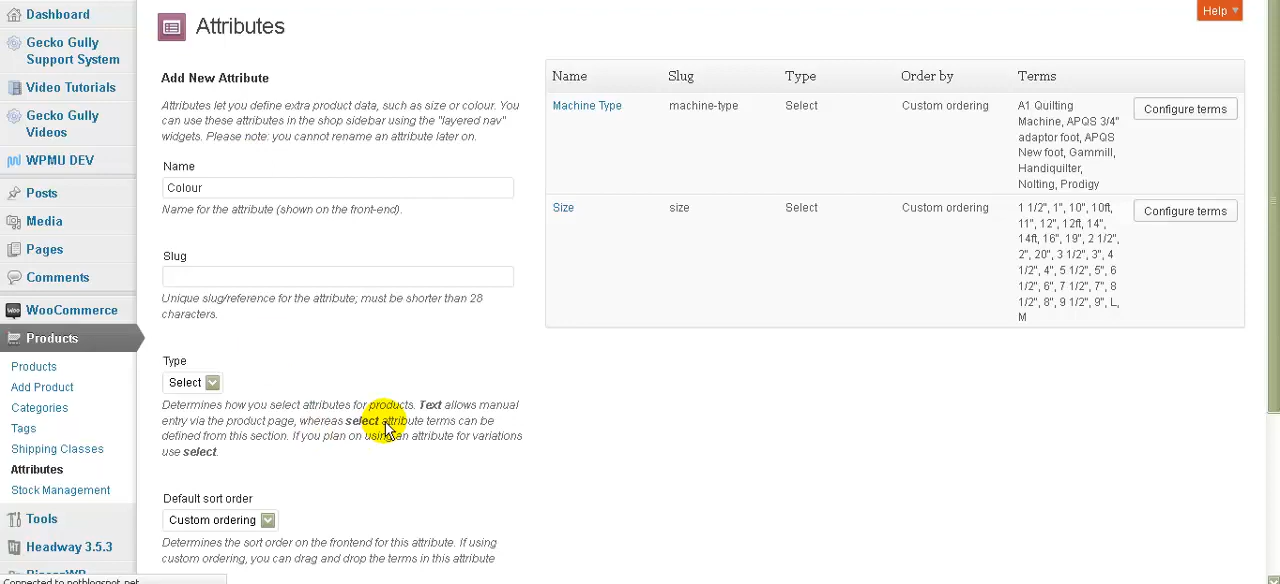 Dashboard
Gecko Gully
Support System
Video Tutorials
Gecko Gully
Videos
WPMU DEV
Posts
Media
Pages
Comments
WooCommerce
Products
Products
Add Product
Categories
Tags
Shipping Classes
Attributes
Stock Management
Tools
Headway 3.5.3
Help
Attributes
Add New Attribute
Attributes let you define extra product data, such as size or colour. You
can use these attributes in the shop sidebar using the "layered nav"
widgets. Please note: you cannot rename an attribute later on.
Name
Colour
Name for the attribute (shown on the front-end).
Slug
Unique slug/reference for the attribute; must be shorter than 28
characters.
Type
Select
Determines how you select attributes for products. Text allows manual
entry via the product page, whereas select attribute terms can be
defined from this section. If you plan on using an attribute for variations
use select.
Default sort order
Custom ordering
Determines the sort order on the frontend for this attribute. If using
custom ordering, you can drag and drop the terms in this attribute
Name Slug Type Order by Terms
Machine Type machine-type Select Custom ordering A1 Quilting Configure terms
Machine, APQS 3/4"
adaptor foot, APQS
New foot, Gammill,
Handiquilter,
Nolting, Prodigy
Size size Select Custom ordering 1 1/2", 1", 10", 10ft, Configure terms
11", 12", 12ft, 14",
14ft, 16", 19", 2 1/2",
2", 20", 3 1/2", 3", 4
1/2", 4", 5 1/2", 5", 6
1/2", 6", 7 1/2", 7", 8
1/2", 8", 9 1/2", 9", L,
M